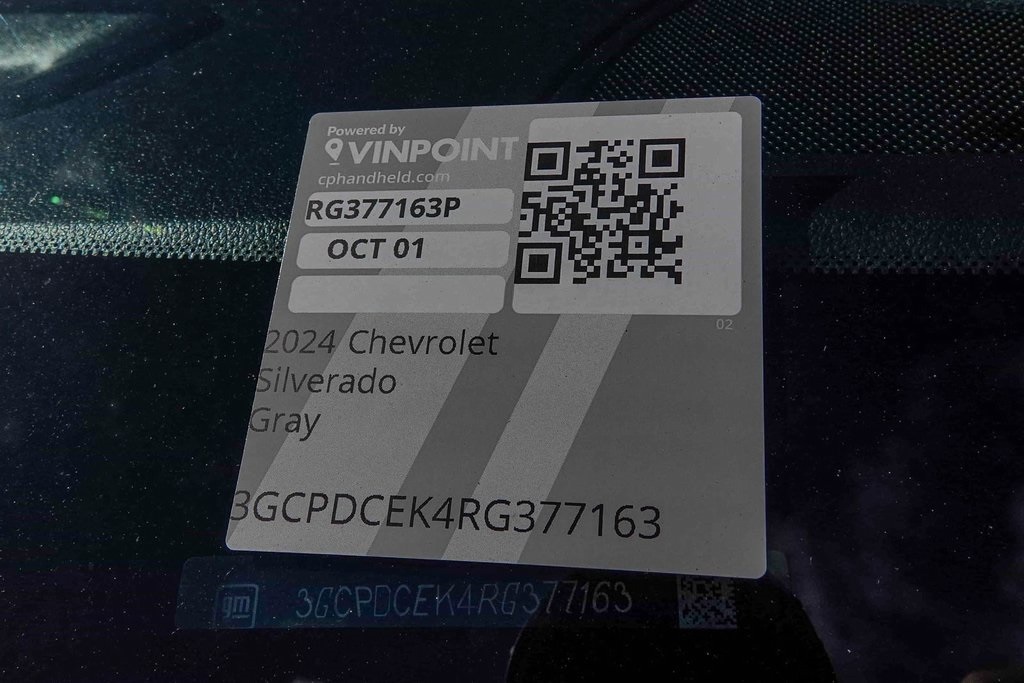 Powered by
VINPOINT
cphandheld.com
RG377163P
OCT 01
02
2024 Chevrolet
Silverado
Gray
3GCPDCEK4RG377163
gm 3GCPDCEK4RG377163